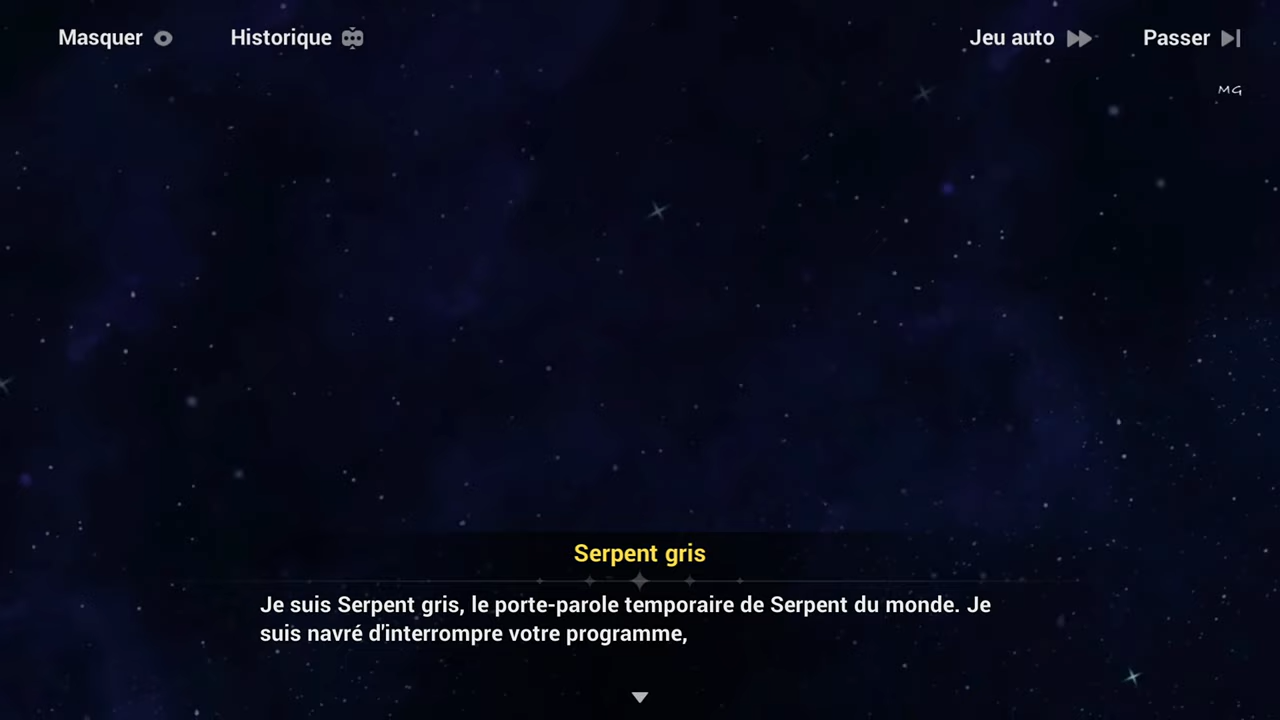 Masquer
Historique
Jeu auto
Passer
MG
Serpent gris
Je suis Serpent gris, le porte-parole temporaire de Serpent du monde. Je
suis navré d'interrompre votre programme,